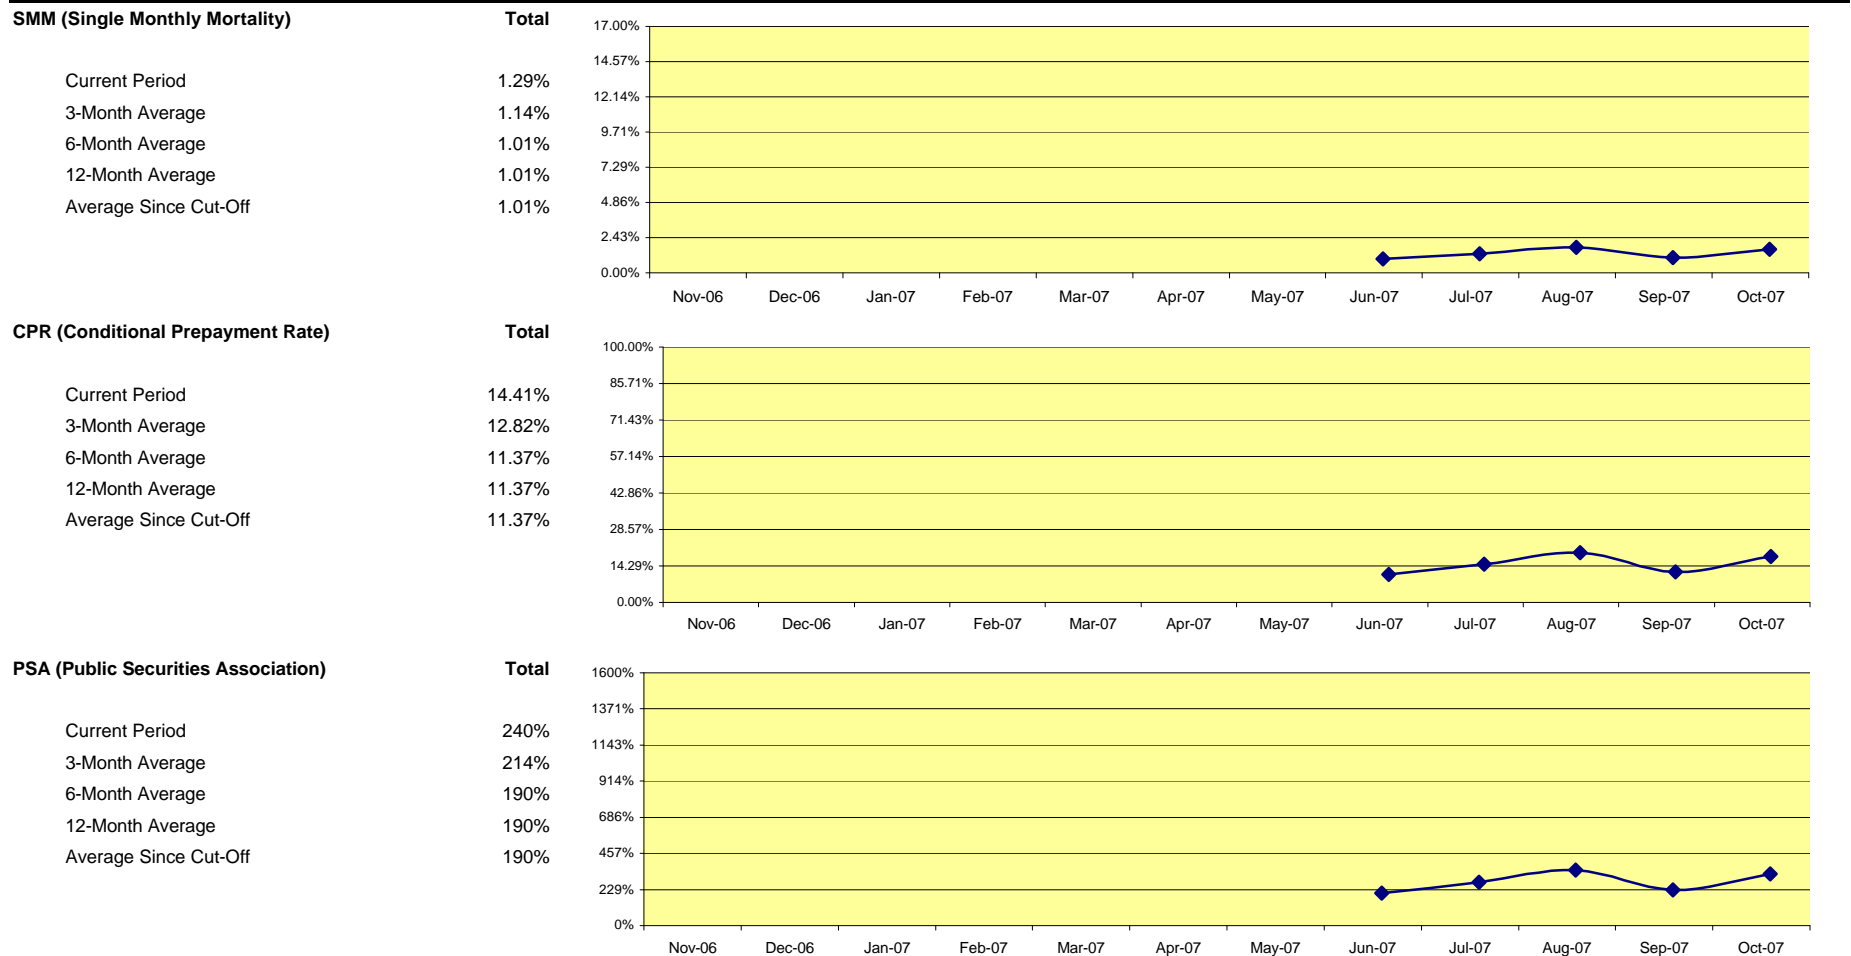 SMM (Single Monthly Mortality) Total
Current Period 1.29%
3-Month Average 1.14%
6-Month Average 1.01%
12-Month Average 1.01%
Average Since Cut-Off 1.01%
17.00%
14.57%
12.14%
9.71%
7.29%
4.86%
2.43%
0.00%
Nov-06 Dec-06 Jan-07 Feb-07 Mar-07 Apr-07 May-07 Jun-07 Jul-07 Aug-07 Sep-07 Oct-07
CPR (Conditional Prepayment Rate) Total
Current Period 14.41%
3-Month Average 12.82%
6-Month Average 11.37%
12-Month Average 11.37%
Average Since Cut-Off 11.37%
100.00%
85.71%
71.43%
57.14%
42.86%
28.57%
14.29%
0.00%
Nov-06 Dec-06 Jan-07 Feb-07 Mar-07 Apr-07 May-07 Jun-07 Jul-07 Aug-07 Sep-07 Oct-07
PSA (Public Securities Association) Total
Current Period 240%
3-Month Average 214%
6-Month Average 190%
12-Month Average 190%
Average Since Cut-Off 190%
1600%
1371%
1143%
914%
686%
457%
229%
0%
Nov-06 Dec-06 Jan-07 Feb-07 Mar-07 Apr-07 May-07 Jun-07 Jul-07 Aug-07 Sep-07 Oct-07